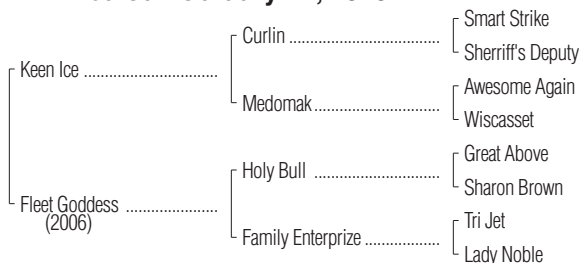 Smart Strike
Curlin
Sherriff's Deputy
Keen Ice
Awesome Again
Medomak
Wiscasset
Great Above
Holy Bull
Sharon Brown
Fleet Goddess
(2006)
Tri Jet
Family Enterprize
Lady Noble